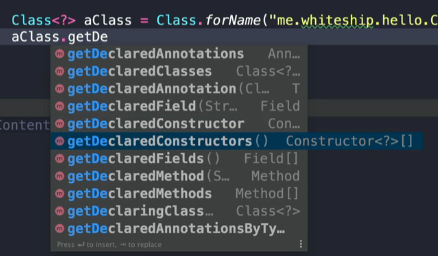 Class<?> aClass = Class.forName("me.whiteship.hello.C
aClass.getDe
getDeclaredAnnotations Ann…
getDeclaredClasses Class<?…
getDeclaredAnnotation(Cl… T
getDeclaredField(Str… Field
getDeclaredConstructor Con…
Content
getDeclaredConstructors() Constructor<?>[]
getDeclaredFields() Field[]
getDeclaredMethod(S… Method
getDeclaredMethods Method[]
getDeclaringClass… Class<?>
getDeclaredAnnotationsByTy…
Press ↵ to insert, ⇥ to replace